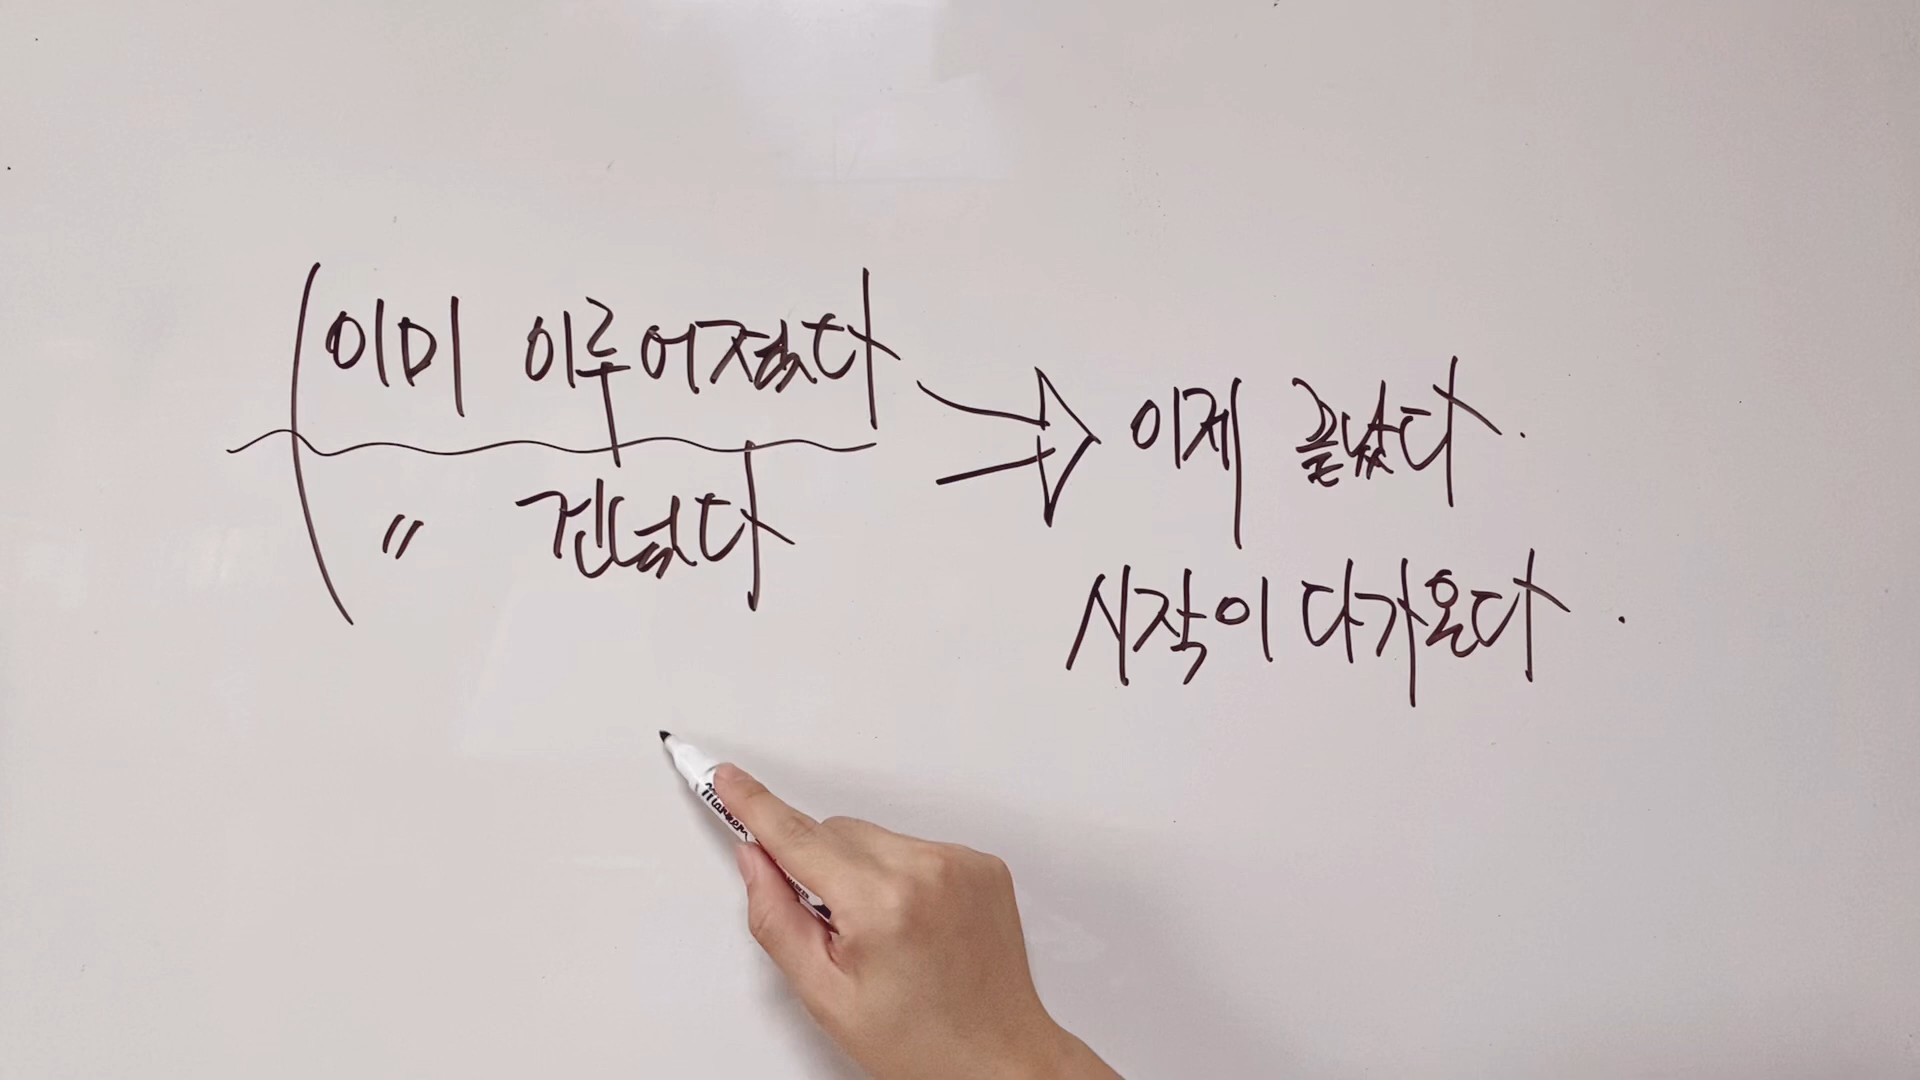 이미 이루어졌다
〃 건넜다
이제 끝났다.
시작이 다가온다.